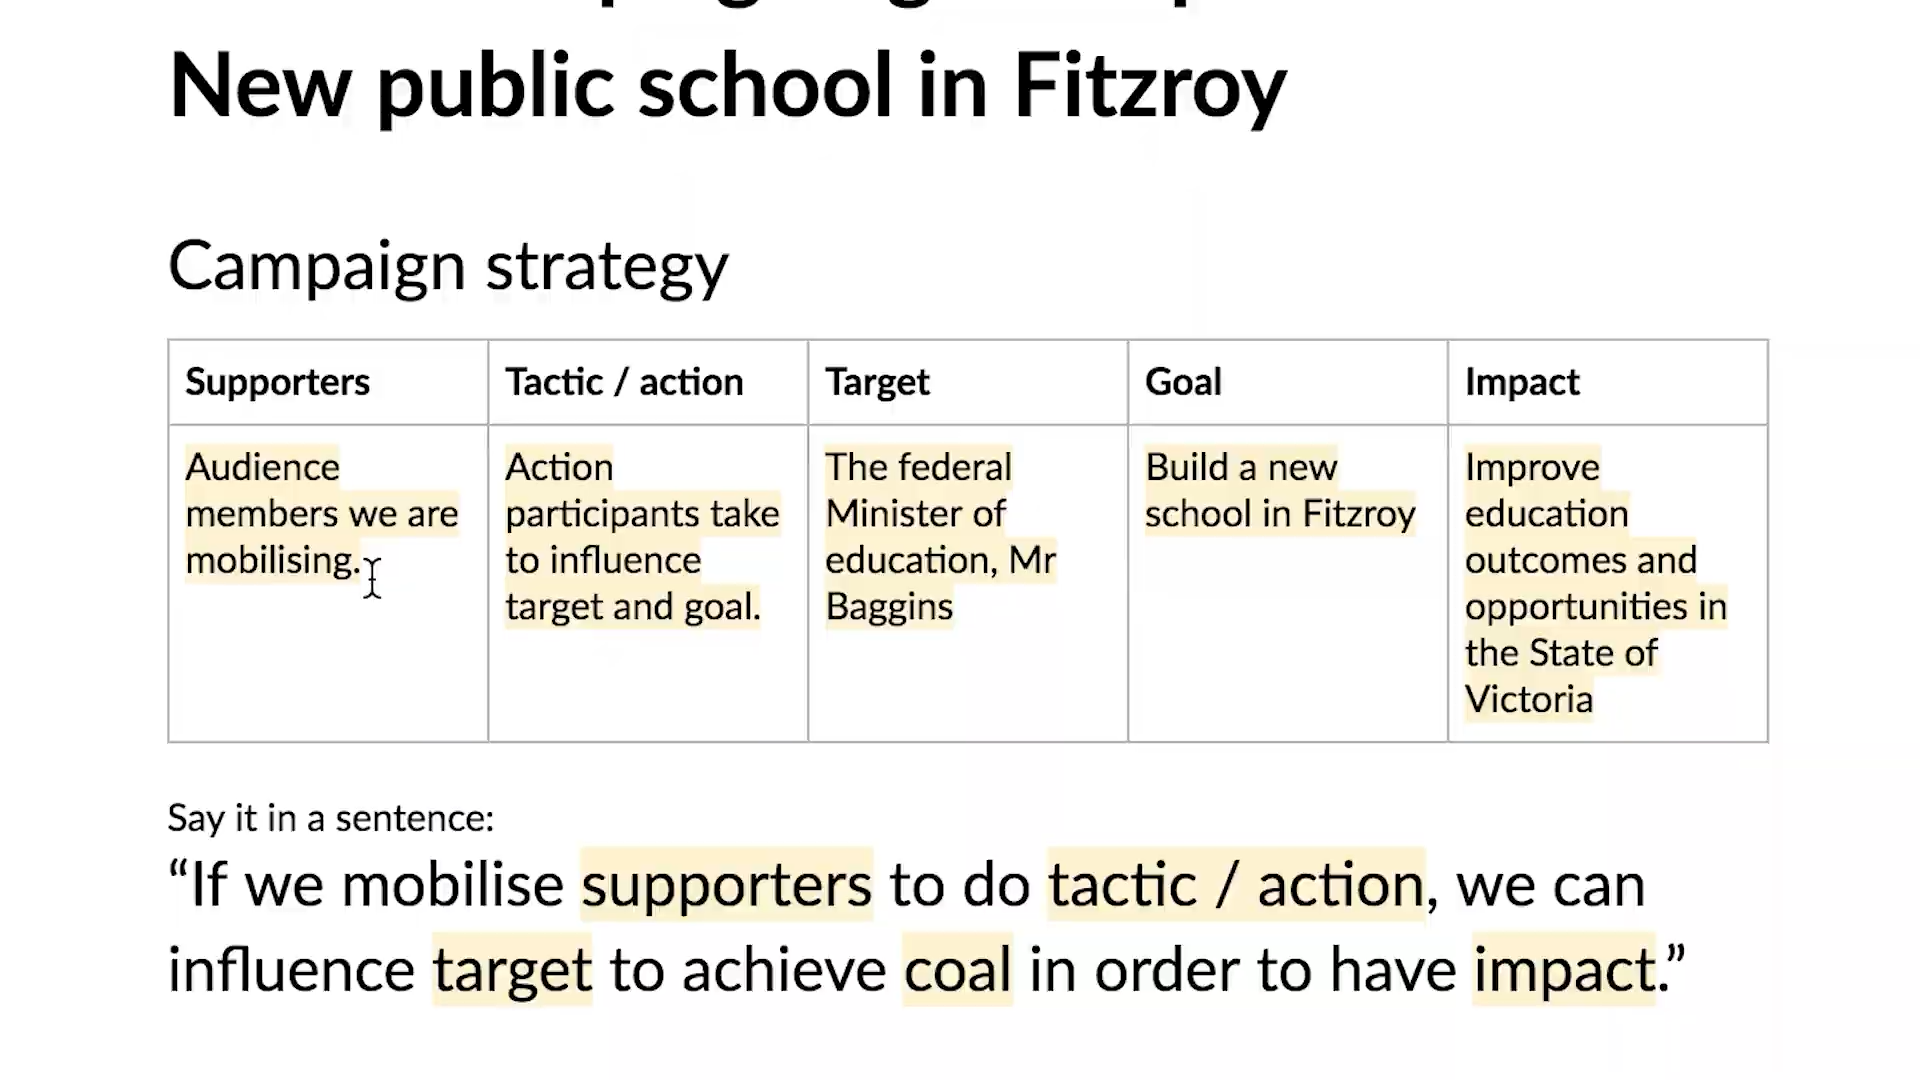 New public school in Fitzroy
Campaign strategy
Supporters
Tactic / action
Target
Goal
Impact
Audience
members we are
mobilising.
Action
participants take
to influence
target and goal.
The federal
Minister of
education, Mr
Baggins
Build a new
school in Fitzroy
Improve
education
outcomes and
opportunities in
the State of
Victoria
Say it in a sentence:
“If we mobilise supporters to do tactic / action, we can
influence target to achieve coal in order to have impact.”